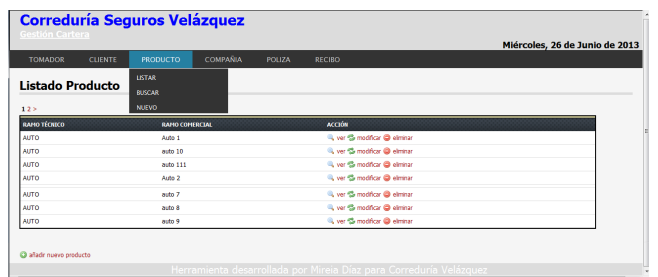 Correduría Seguros Velázquez
Gestión Cartera
Miércoles, 26 de Junio de 2013
TOMADOR CLIENTE PRODUCTO COMPAÑIA POLIZA RECIBO
LISTAR
BUSCAR
NUEVO
Listado Producto
1 2 >
RAMO TÉCNICO RAMO COMERCIAL ACCIÓN
AUTO Auto 1 ver modificar eliminar
AUTO auto 10 ver modificar eliminar
AUTO auto 111 ver modificar eliminar
AUTO Auto 2 ver modificar eliminar
AUTO auto 7 ver modificar eliminar
AUTO auto 8 ver modificar eliminar
AUTO auto 9 ver modificar eliminar
añadir nuevo producto
Herramienta desarrollada por Mireia Díaz para Correduría Velázquez